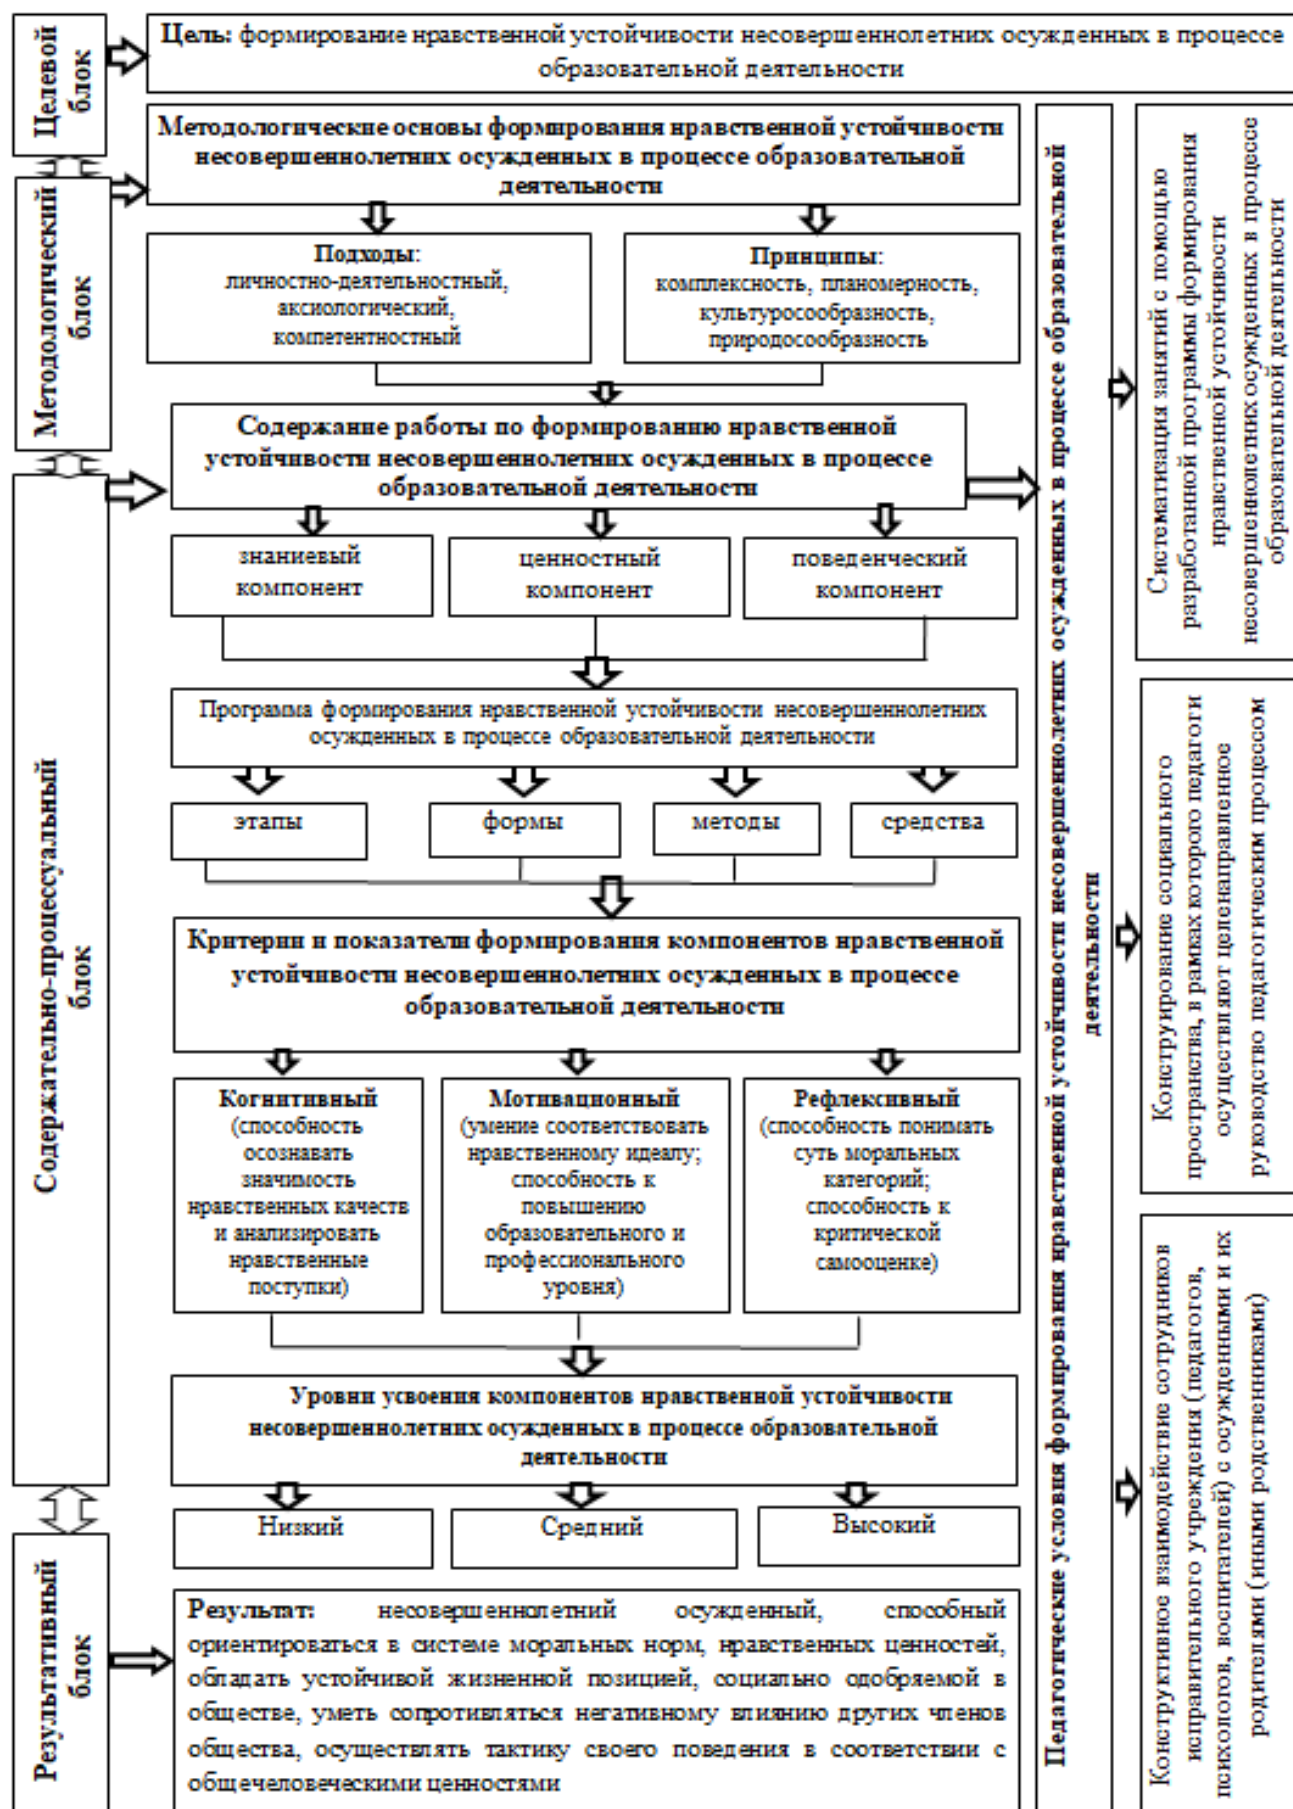 Целевой
блок
Цель: формирование нравственной устойчивости несовершеннолетних осужденных в процессе
образовательной деятельности
Методологический
блок
Методологические основы формирования нравственной устойчивости
несовершеннолетних осужденных в процессе образовательной
деятельности
Подходы:
личностно-деятельностный,
аксиологический,
компетентностный
Принципы:
комплексность, планомерность,
культуросообразность,
природосообразность
Содержательно-процессуальный
блок
Содержание работы по формированию нравственной
устойчивости несовершеннолетних осужденных в процессе
образовательной деятельности
знаниевый
компонент
ценностный
компонент
поведенческий
компонент
Программа формирования нравственной устойчивости несовершеннолетних
осужденных в процессе образовательной деятельности
этапы
формы
методы
средства
Критерии и показатели формирования компонентов нравственной
устойчивости несовершеннолетних осужденных в процессе
образовательной деятельности
Когнитивный
(способность
осознавать
значимость
нравственных качеств
и анализировать
нравственные
поступки)
Мотивационный
(умение соответствовать
нравственному идеалу;
способность к
повышению
образовательного и
профессионального
уровня)
Рефлексивный
(способность понимать
суть моральных
категорий;
способность к
критической
самооценке)
Уровни усвоения компонентов нравственной устойчивости
несовершеннолетних осужденных в процессе образовательной
деятельности
Низкий
Средний
Высокий
Результативный
блок
Результат: несовершеннолетний осужденный, способный
ориентироваться в системе моральных норм, нравственных ценностей,
обладать устойчивой жизненной позицией, социально одобряемой в
обществе, уметь сопротивляться негативному влиянию других членов
общества, осуществлять тактику своего поведения в соответствии с
общечеловеческими ценностями
Педагогические условия формирования нравственной устойчивости несовершеннолетних осужденных в процессе образовательной
деятельности
Систематизация занятий с помощью
разработанной программы формирования
нравственной устойчивости
несовершеннолетних осужденных в процессе
образовательной деятельности
Конструирование социального
пространства, в рамках которого педагоги
осуществляют целенаправленное
руководство педагогическим процессом
Конструктивное взаимодействие сотрудников
исправительного учреждения (педагогов,
психологов, воспитателей) с осужденными и их
родителями (иными родственниками)